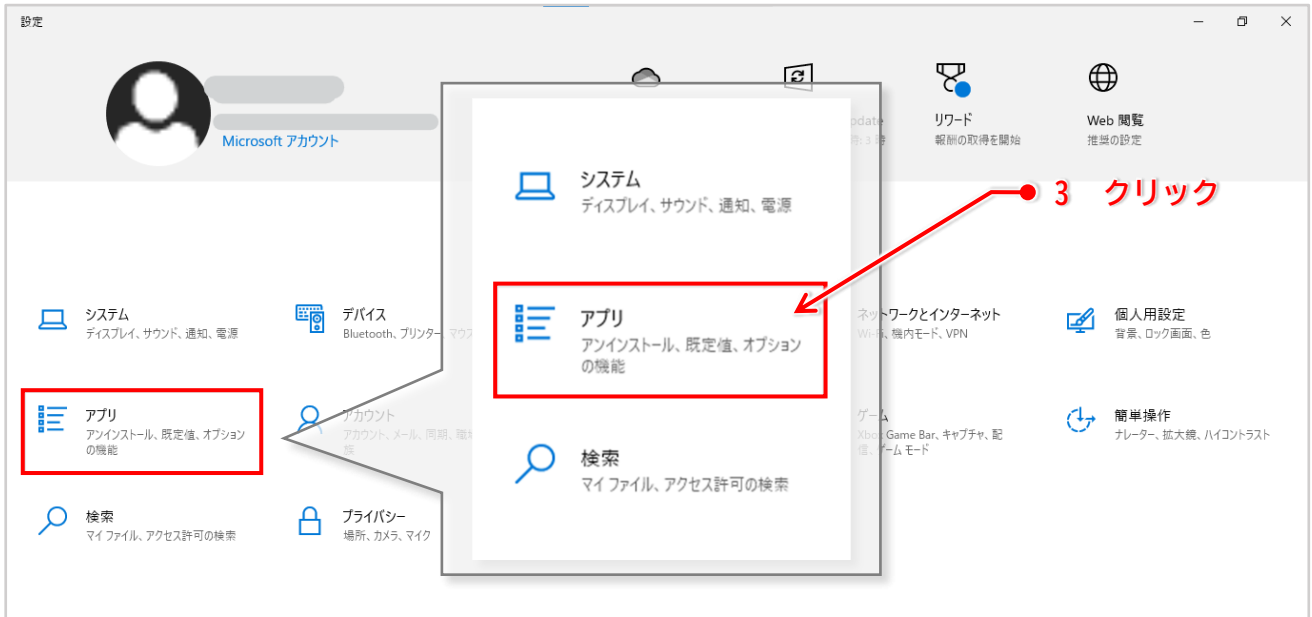 設定
Microsoft アカウント
リワード
報酬の取得を開始
Web 閲覧
推奨の設定
3 クリック
システム
ディスプレイ、サウンド、通知、電源
アプリ
アンインストール、既定値、オプション
の機能
検索
マイ ファイル、アクセス許可の検索
システム
ディスプレイ、サウンド、通知、電源
デバイス
Bluetooth、プリンター、マウス
ネットワークとインターネット
Wi-Fi、機内モード、VPN
個人用設定
背景、ロック画面、色
アプリ
アンインストール、既定値、オプション
の機能
アカウント
アカウント、メール、同期、職場
族
ゲーム
Xbox Game Bar、キャプチャ、配
信、ゲーム モード
簡単操作
ナレーター、拡大鏡、ハイコントラスト
検索
マイ ファイル、アクセス許可の検索
プライバシー
場所、カメラ、マイク